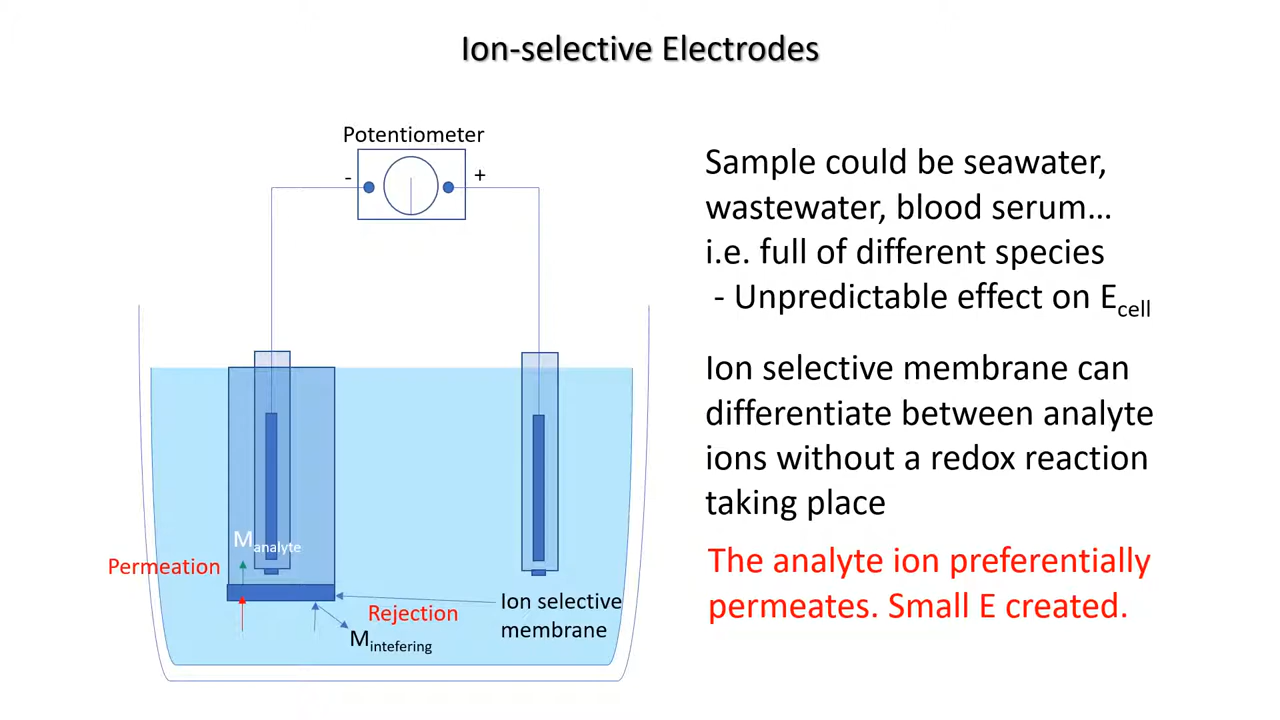 Ion-selective Electrodes
Potentiometer
- +
Sample could be seawater,
wastewater, blood serum…
i.e. full of different species
- Unpredictable effect on Ecell
Ion selective membrane can
differentiate between analyte
ions without a redox reaction
taking place
The analyte ion preferentially
permeates. Small E created.
Manalyte
Permeation
Rejection
Ion selective
membrane
Mintefering